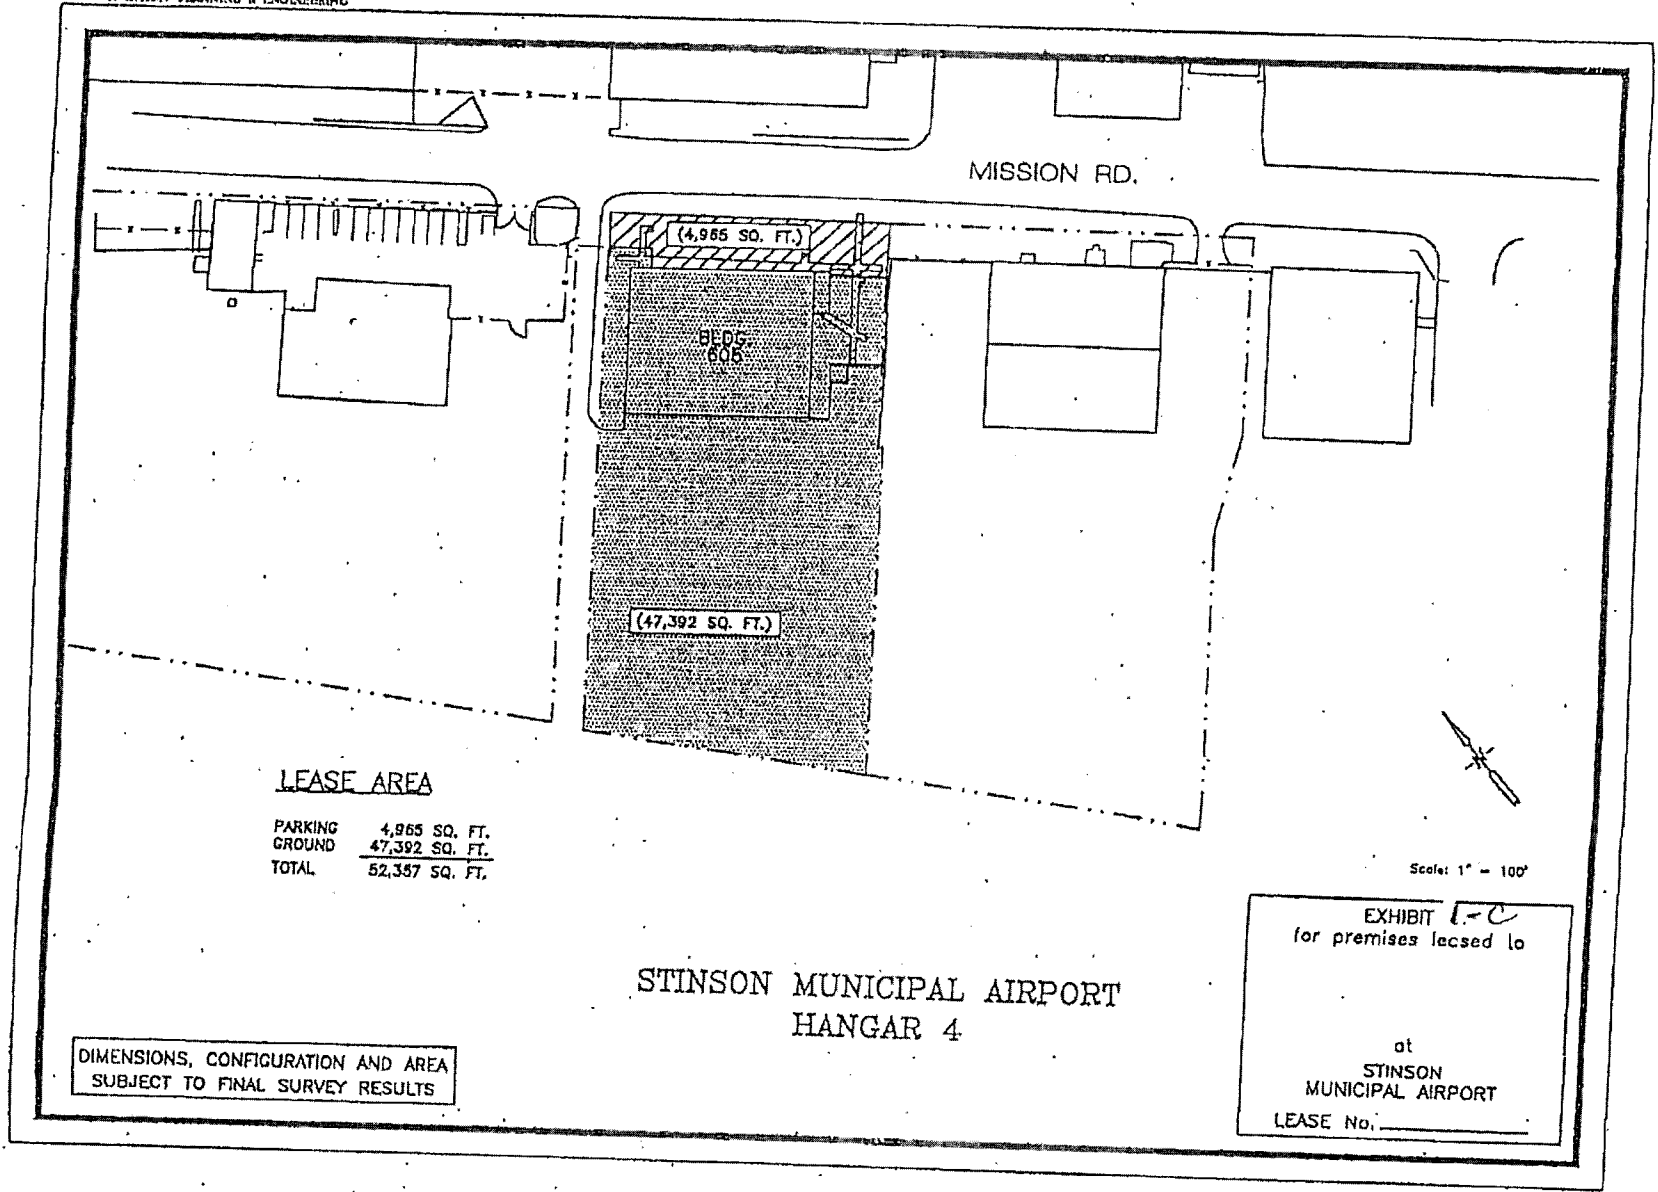 PLANNING & ENGINEERING
MISSION RD.
(4,965 SQ. FT.)
BLDG.
605
(47,392 SQ. FT.)
LEASE AREA
PARKING 4,965 SQ. FT.
GROUND 47,392 SQ. FT.
TOTAL 52,357 SQ. FT.
Scale: 1" = 100'
EXHIBIT 1-C
for premises leased to
at
STINSON
MUNICIPAL AIRPORT
LEASE No.
STINSON MUNICIPAL AIRPORT
HANGAR 4
DIMENSIONS, CONFIGURATION AND AREA
SUBJECT TO FINAL SURVEY RESULTS